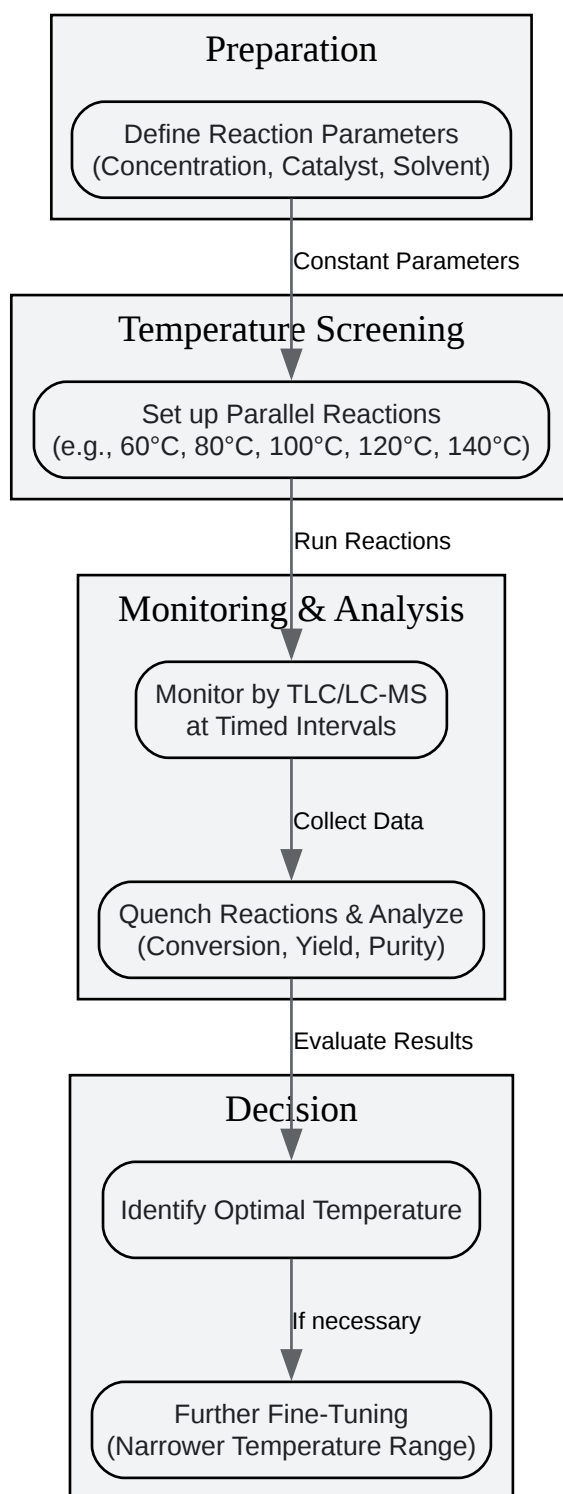 Preparation
Define Reaction Parameters
(Concentration, Catalyst, Solvent)
Constant Parameters
Temperature Screening
Set up Parallel Reactions
(e.g., 60°C, 80°C, 100°C, 120°C, 140°C)
Run Reactions
Monitoring & Analysis
Monitor by TLC/LC-MS
at Timed Intervals
Collect Data
Quench Reactions & Analyze
(Conversion, Yield, Purity)
Evaluate Results
Decision
Identify Optimal Temperature
If necessary
Further Fine-Tuning
(Narrower Temperature Range)